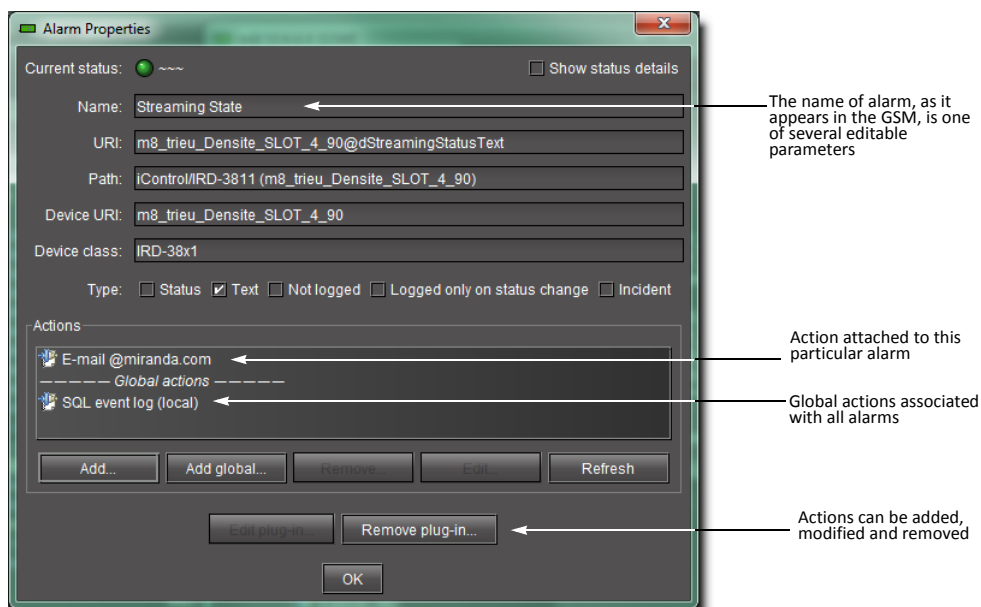 Alarm Properties
Current status: ~~~ Show status details
Name: Streaming State
The name of alarm, as it
appears in the GSM, is one
of several editable
parameters
URI: m8_trieu_Densite_SLOT_4_90@dStreamingStatusText
Path: iControl/IRD-3811 (m8_trieu_Densite_SLOT_4_90)
Device URI: m8_trieu_Densite_SLOT_4_90
Device class: IRD-38x1
Type: Status Text Not logged Logged only on status change Incident
Actions
E-mail @miranda.com
Action attached to this
particular alarm
————— Global actions —————
SQL event log (local)
Global actions associated
with all alarms
Add... Add global... Remove... Edit... Refresh
Edit plug-in... Remove plug-in...
Actions can be added,
modified and removed
OK